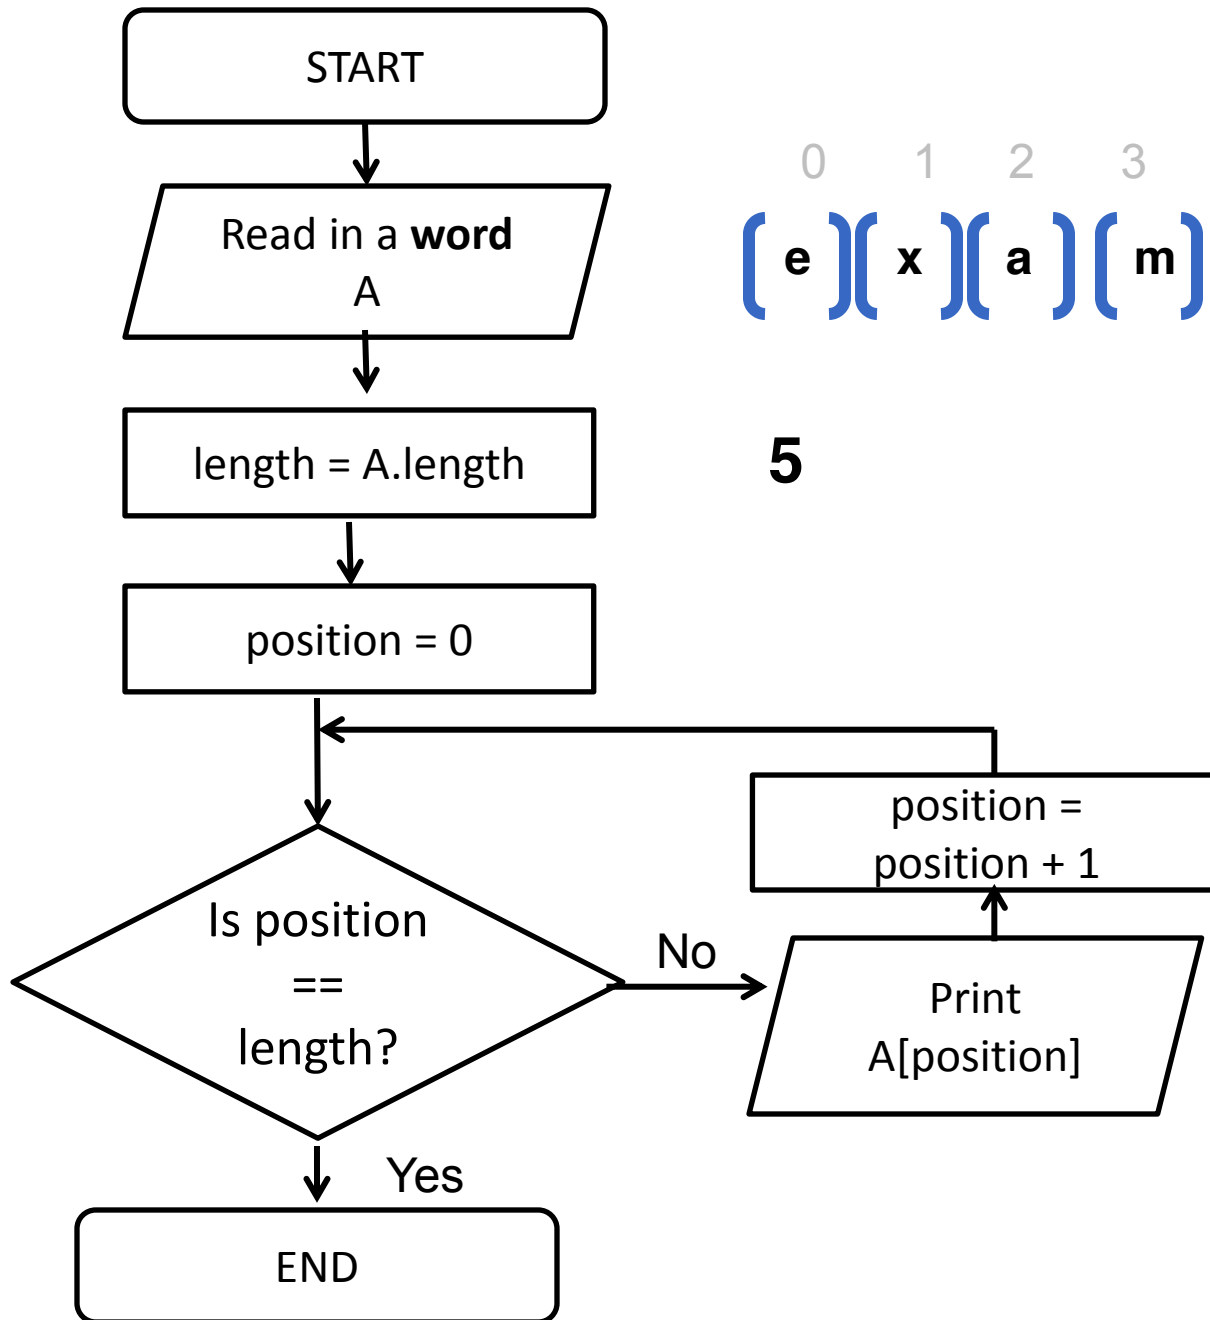 START
0 1 2 3
Read in a word
A
e x a m
length = A.length
5
position = 0
position =
position + 1
Is position
==
length?
No
Print
A[position]
Yes
END